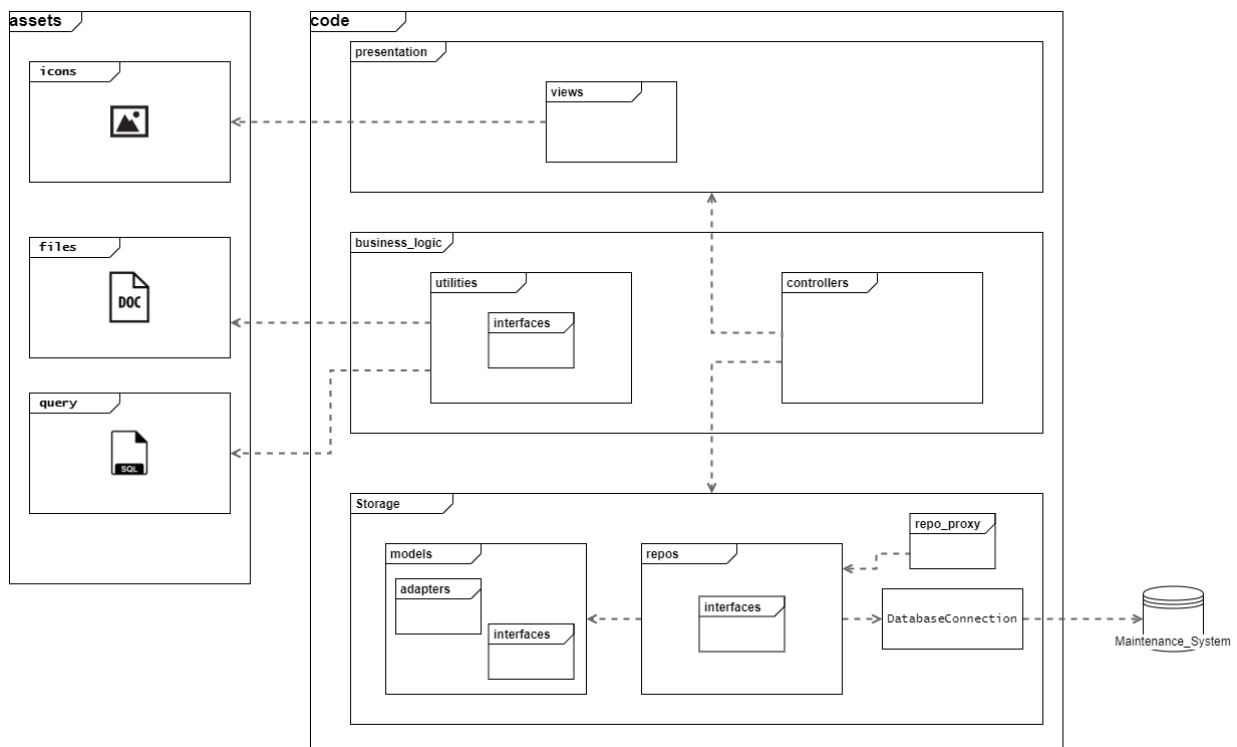 assets
icons
files
DOC
query
SQL
code
presentation
views
business_logic
utilities
interfaces
controllers
Storage
models
adapters
interfaces
repos
interfaces
repo_proxy
DatabaseConnection
Maintenance_System